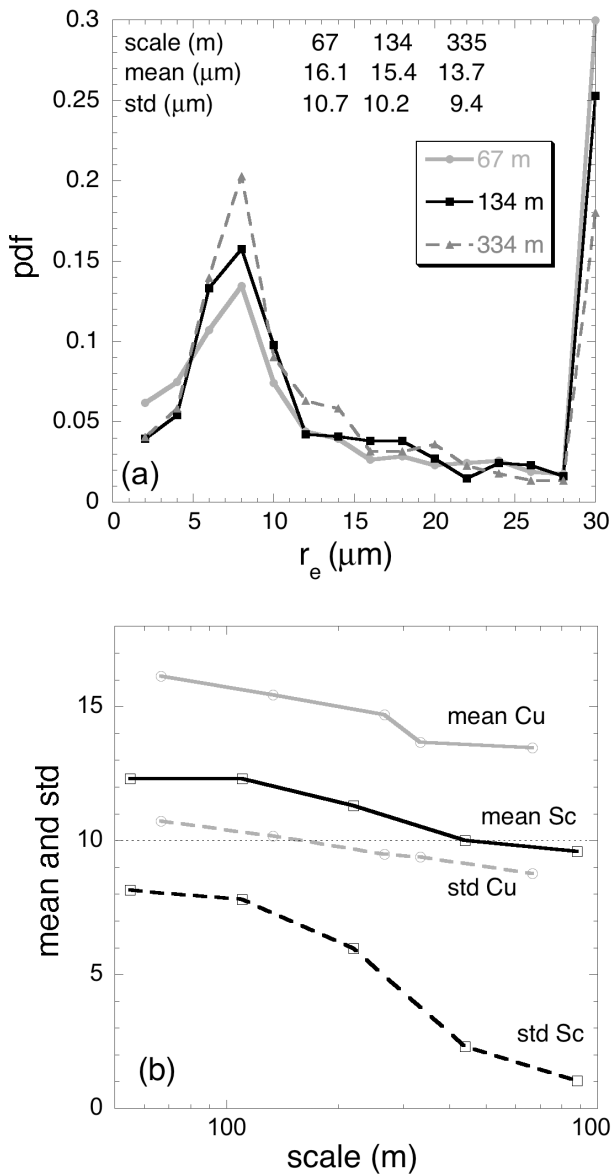 0.3
scale (m) 67 134 335
mean (μm) 16.1 15.4 13.7
std (μm) 10.7 10.2 9.4
0.25
67 m
0.2
134 m
334 m
0.15
pdf
0.1
0.05
(a)
0
0 5 10 15 20 25 30
r_e (μm)
15
mean Cu
mean Sc
10
std Cu
mean and std
5
std Sc
(b)
0
100 100
scale (m)